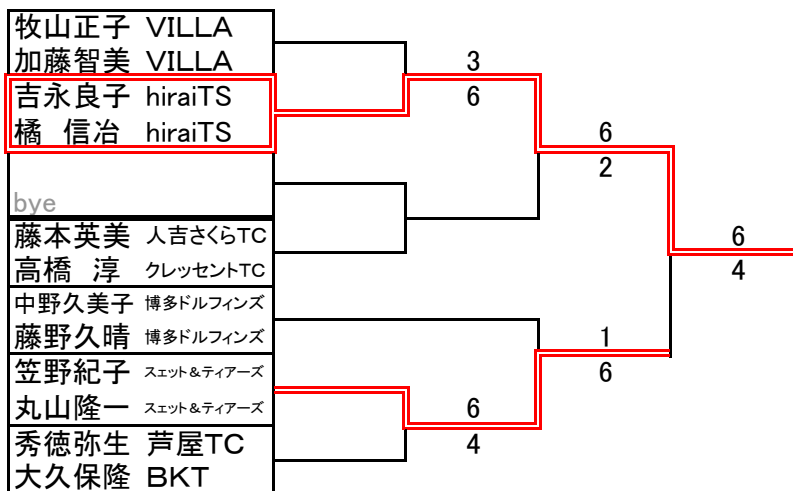 牧山正子 VILLA
加藤智美 VILLA
吉永良子 hiraiTS
橘 信冶 hiraiTS
bye
藤本英美 人吉さくらTC
高橋 淳 クレッセントTC
中野久美子 博多ドルフィンズ
藤野久晴 博多ドルフィンズ
笠野紀子 スエット&ティアーズ
丸山隆一 スエット&ティアーズ
秀徳弥生 芦屋TC
大久保隆 BKT
3
6
6
2
6
4
1
6
6
4